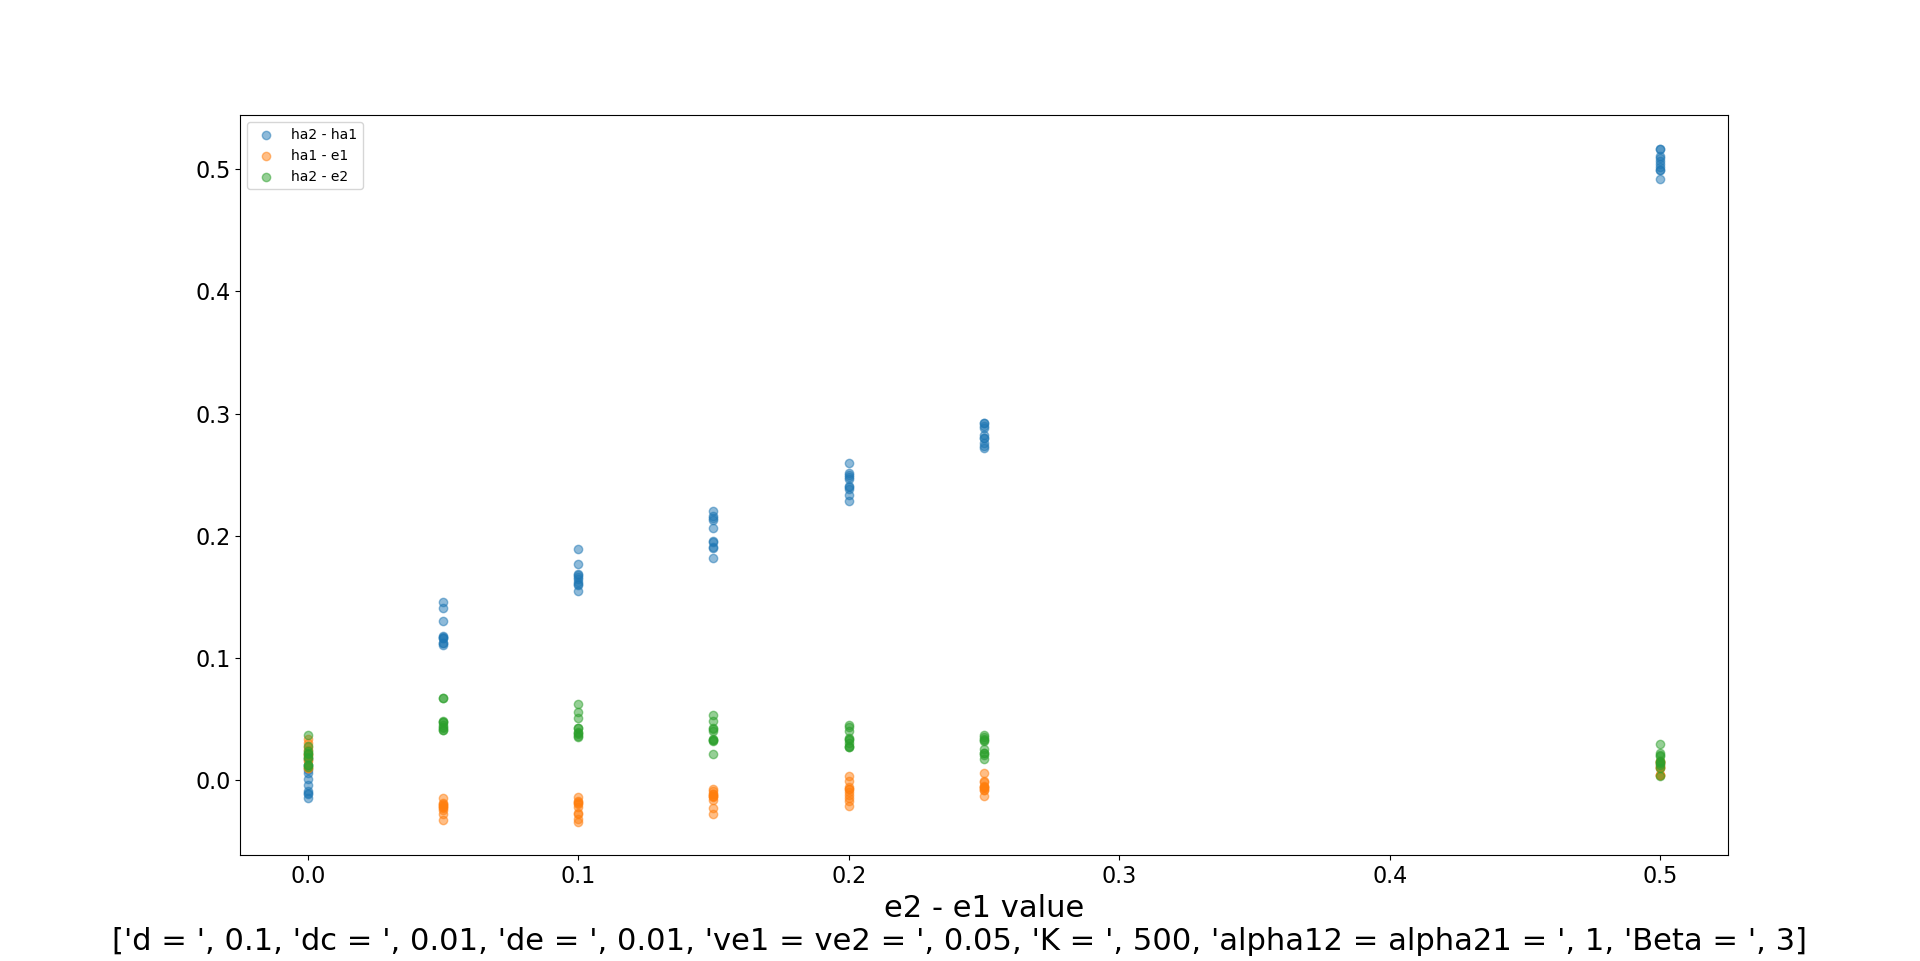 ha2 - ha1
ha1 - e1
ha2 - e2
0.5
0.4
0.3
0.2
0.1
0.0
0.0 0.1 0.2 0.3 0.4 0.5
e2 - e1 value
['d = ', 0.1, 'dc = ', 0.01, 'de = ', 0.01, 've1 = ve2 = ', 0.05, 'K = ', 500, 'alpha12 = alpha21 = ', 1, 'Beta = ', 3]